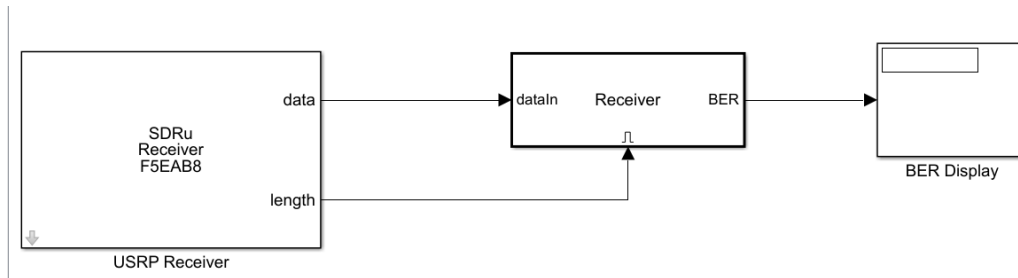 SDRu
Receiver
F5EAB8
data
length
USRP Receiver
dataIn
Receiver
BER
BER Display